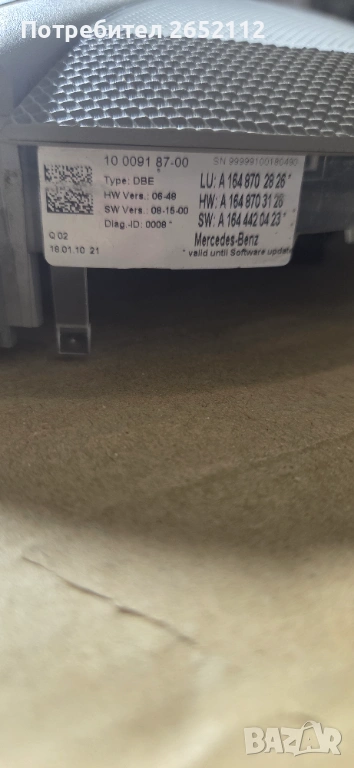 Потребител 2652112
10 0091 87-00
SN 99999100180490
Type: DBE
HW Vers.: 06-48
SW Vers.: 08-15-00
Diag.-ID: 0008
Q 02
18.01.10 21
LU: A 164 870 28 26
HW: A 164 870 31 26
SW: A 164 442 04 23
Mercedes-Benz
* valid until Software update
BAZAR